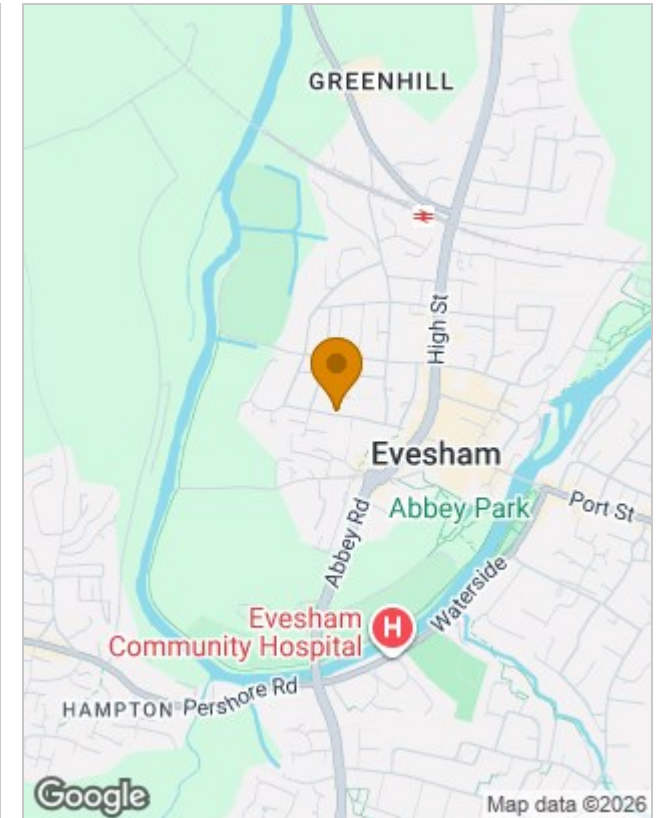 GREENHILL
High St
Evesham
Abbey Park
Port St
Abbey Rd
Waterside
Evesham
Community Hospital
H
HAMPTON
Pershore Rd
Google
Map data ©2026